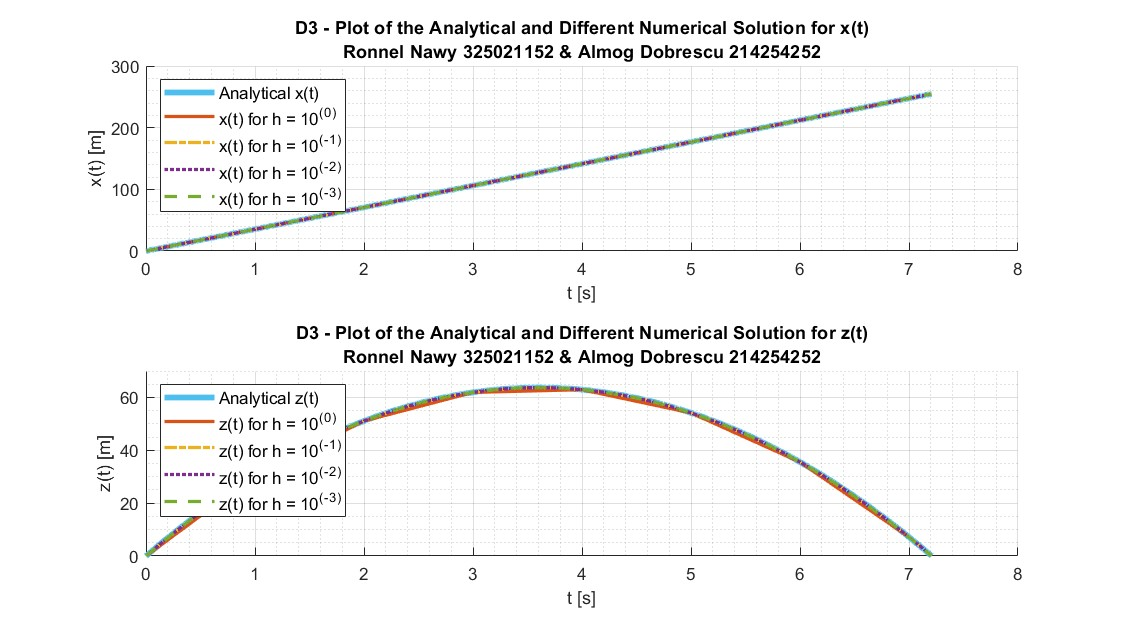 D3 - Plot of the Analytical and Different Numerical Solution for x(t)
Ronnel Nawy 325021152 & Almog Dobrescu 214254252
300
200
100
0
x(t) [m]
Analytical x(t)
x(t) for h = 10^(0)
x(t) for h = 10^(-1)
x(t) for h = 10^(-2)
x(t) for h = 10^(-3)
0 1 2 3 4 5 6 7 8
t [s]
D3 - Plot of the Analytical and Different Numerical Solution for z(t)
Ronnel Nawy 325021152 & Almog Dobrescu 214254252
60
40
20
0
z(t) [m]
Analytical z(t)
z(t) for h = 10^(0)
z(t) for h = 10^(-1)
z(t) for h = 10^(-2)
z(t) for h = 10^(-3)
0 1 2 3 4 5 6 7 8
t [s]